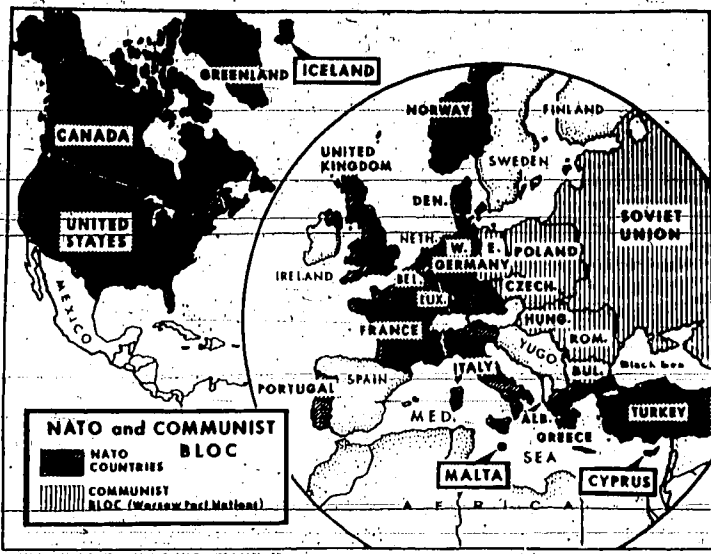 GREENLAND
ICELAND
CANADA
UNITED
STATES
MEXICO
NORWAY
FINLAND
SWEDEN
UNITED
KINGDOM
DEN.
SOVIET
UNION
NETH.
W.
E.
GERMANY
POLAND
IRELAND
BEL.
LUX.
CZECH.
HUNG.
FRANCE
ROM.
YUGO
BUL.
Black Sea
ITALY
PORTUGAL
SPAIN
MED.
ALB.
GREECE
TURKEY
SEA
MALTA
CYPRUS
AFRICA
NATO and COMMUNIST
BLOC
NATO
COUNTRIES
COMMUNIST
BLOC (Warsaw Pact Nations)